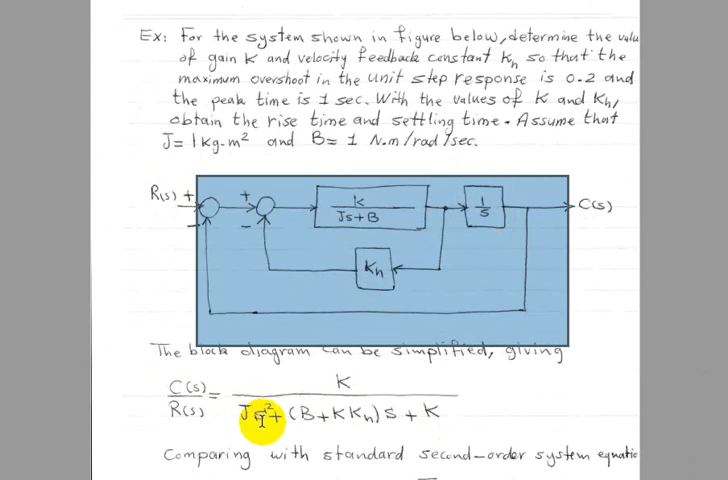 Ex: For the system shown in figure below, determine the valu
of gain K and velocity feedback constant Kh so that the
maximum overshoot in the unit step response is 0.2 and
the peak time is 1 sec. With the values of K and Kh,
obtain the rise time and settling time. Assume that
J= 1 kg-m² and B= 1 N.m/rad/sec.
R(s) + - + - K / Js+B 1/s C(s)
Kh
The block diagram can be simplified, giving
C(s)/R(s) = K / Js²+(B+KKh)s+K
Comparing with standard second-order system equatio